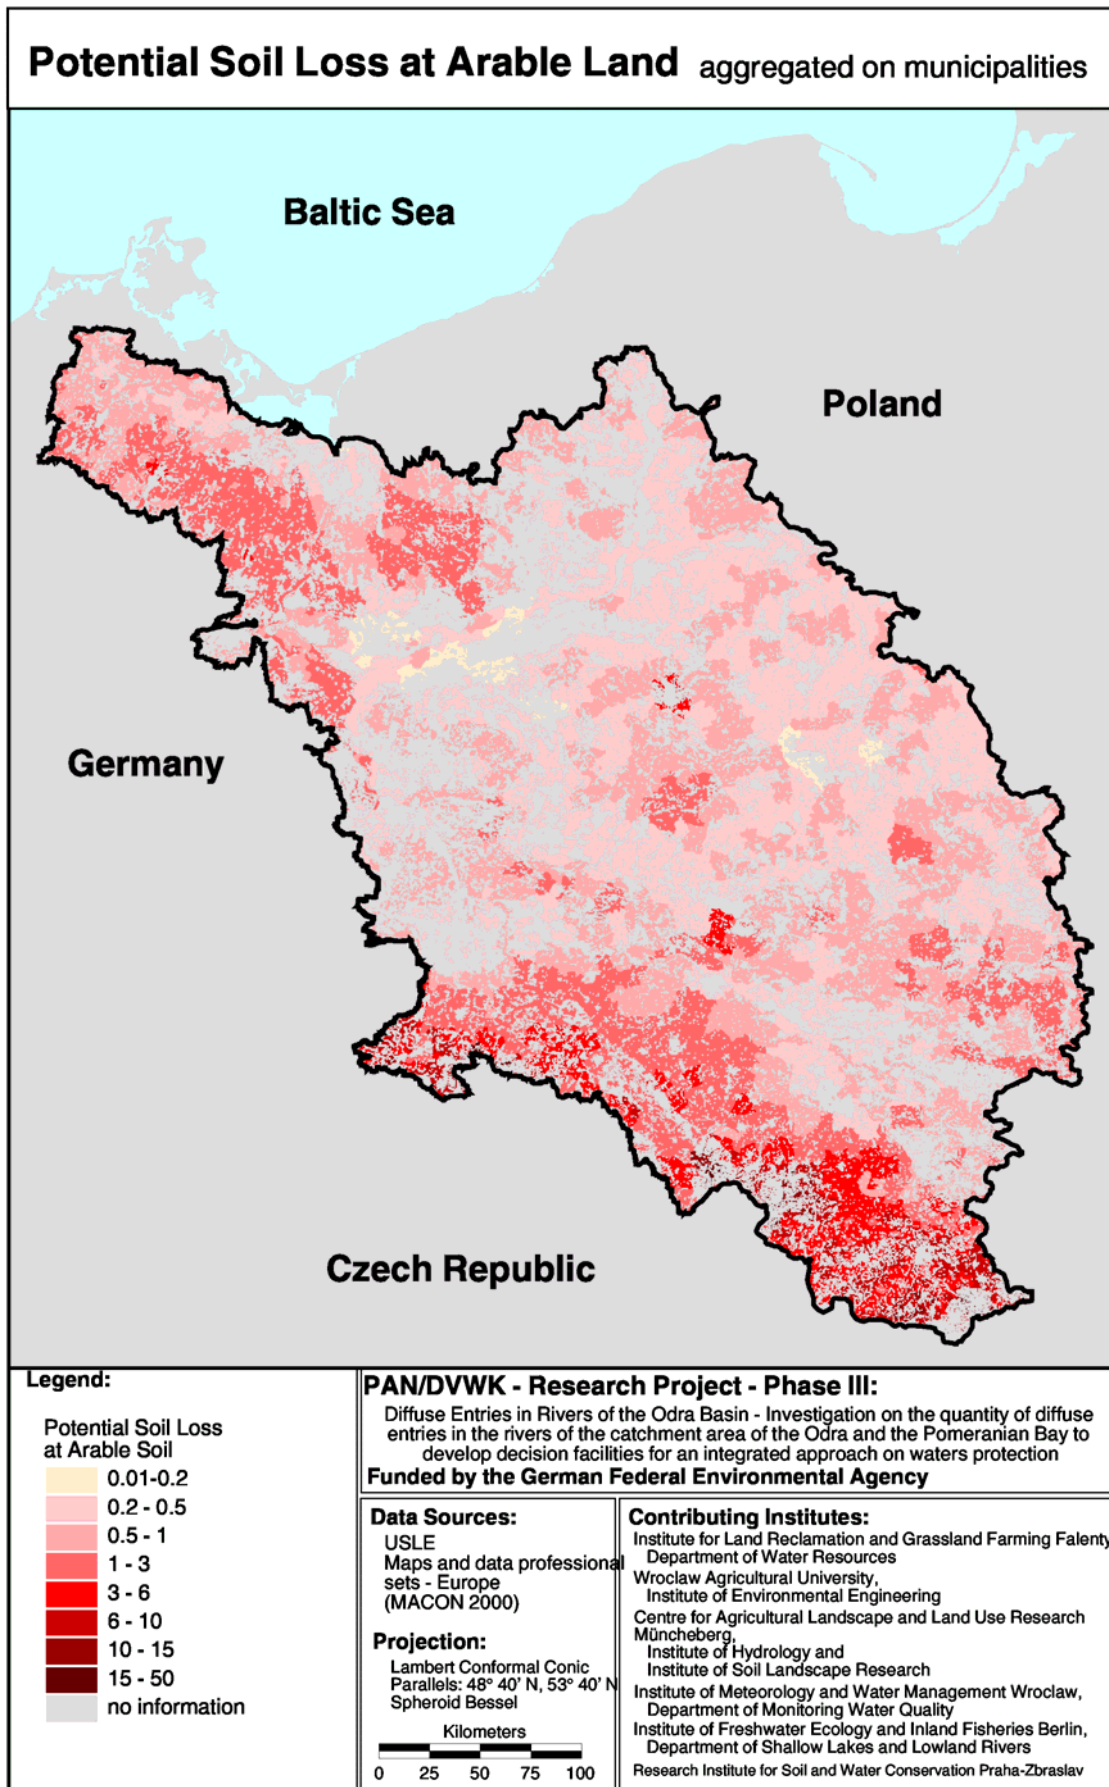 Potential Soil Loss at Arable Land aggregated on municipalities
Baltic Sea
Poland
Germany
Czech Republic
Legend:
Potential Soil Loss
at Arable Soil
0.01-0.2
0.2 - 0.5
0.5 - 1
1 - 3
3 - 6
6 - 10
10 - 15
15 - 50
no information
PAN/DVWK - Research Project - Phase III:
Diffuse Entries in Rivers of the Odra Basin - Investigation on the quantity of diffuse
entries in the rivers of the catchment area of the Odra and the Pomeranian Bay to
develop decision facilities for an integrated approach on waters protection
Funded by the German Federal Environmental Agency
Data Sources:
USLE
Maps and data professional
sets - Europe
(MACON 2000)
Projection:
Lambert Conformal Conic
Parallels: 48° 40' N, 53° 40' N
Spheroid Bessel
Kilometers
0 25 50 75 100
Contributing Institutes:
Institute for Land Reclamation and Grassland Farming Falenty
Department of Water Resources
Wroclaw Agricultural University,
Institute of Environmental Engineering
Centre for Agricultural Landscape and Land Use Research
Müncheberg,
Institute of Hydrology and
Institute of Soil Landscape Research
Institute of Meteorology and Water Management Wroclaw,
Department of Monitoring Water Quality
Institute of Freshwater Ecology and Inland Fisheries Berlin,
Department of Shallow Lakes and Lowland Rivers
Research Institute for Soil and Water Conservation Praha-Zbraslav